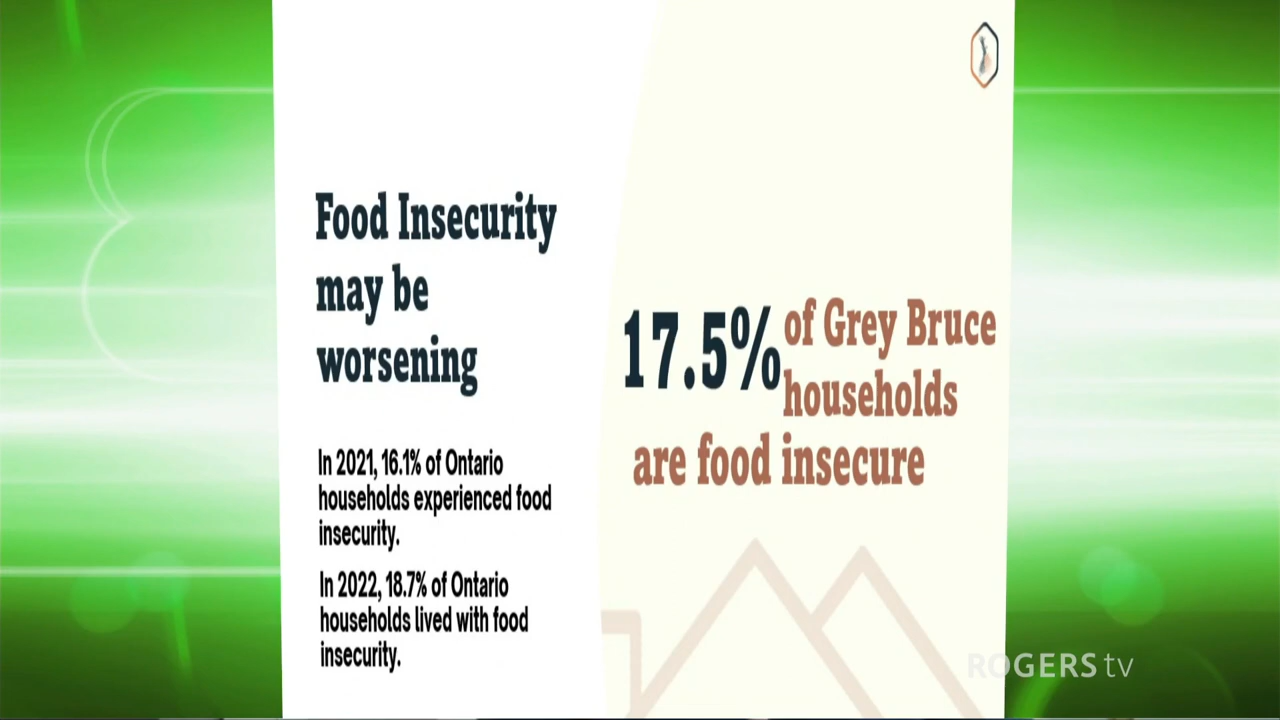 Food Insecurity
may be
worsening
In 2021, 16.1% of Ontario
households experienced food
insecurity.
In 2022, 18.7% of Ontario
households lived with food
insecurity.
17.5% of Grey Bruce
households
are food insecure
ROGERS tv